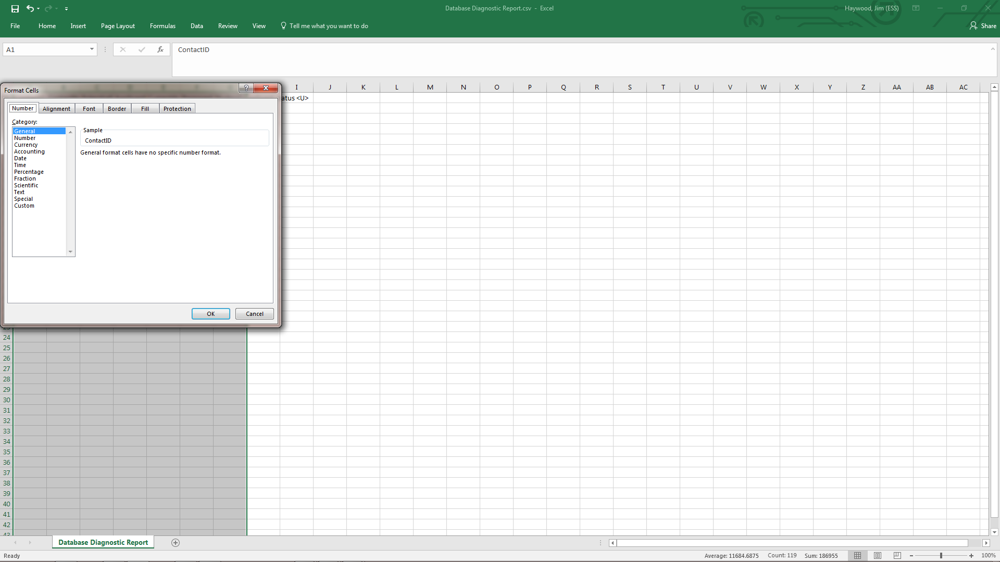 Database Diagnostic Report.csv - Excel
Haywood, Jim (ESS)
File Home Insert Page Layout Formulas Data Review View Tell me what you want to do
Share
A1
fx
ContactID
I J K L M N O P Q R S T U V W X Y Z AA AB AC
Format Cells
?
atus <U>
Number Alignment Font Border Fill Protection
Category:
General
Number
Currency
Accounting
Date
Time
Percentage
Fraction
Scientific
Text
Special
Custom
Sample
ContactID
General format cells have no specific number format.
OK Cancel
24
25
26
27
28
29
30
31
32
33
34
35
36
37
38
39
40
41
42
43
Database Diagnostic Report
Ready
Average: 11684.6875 Count: 119 Sum: 186955
100%